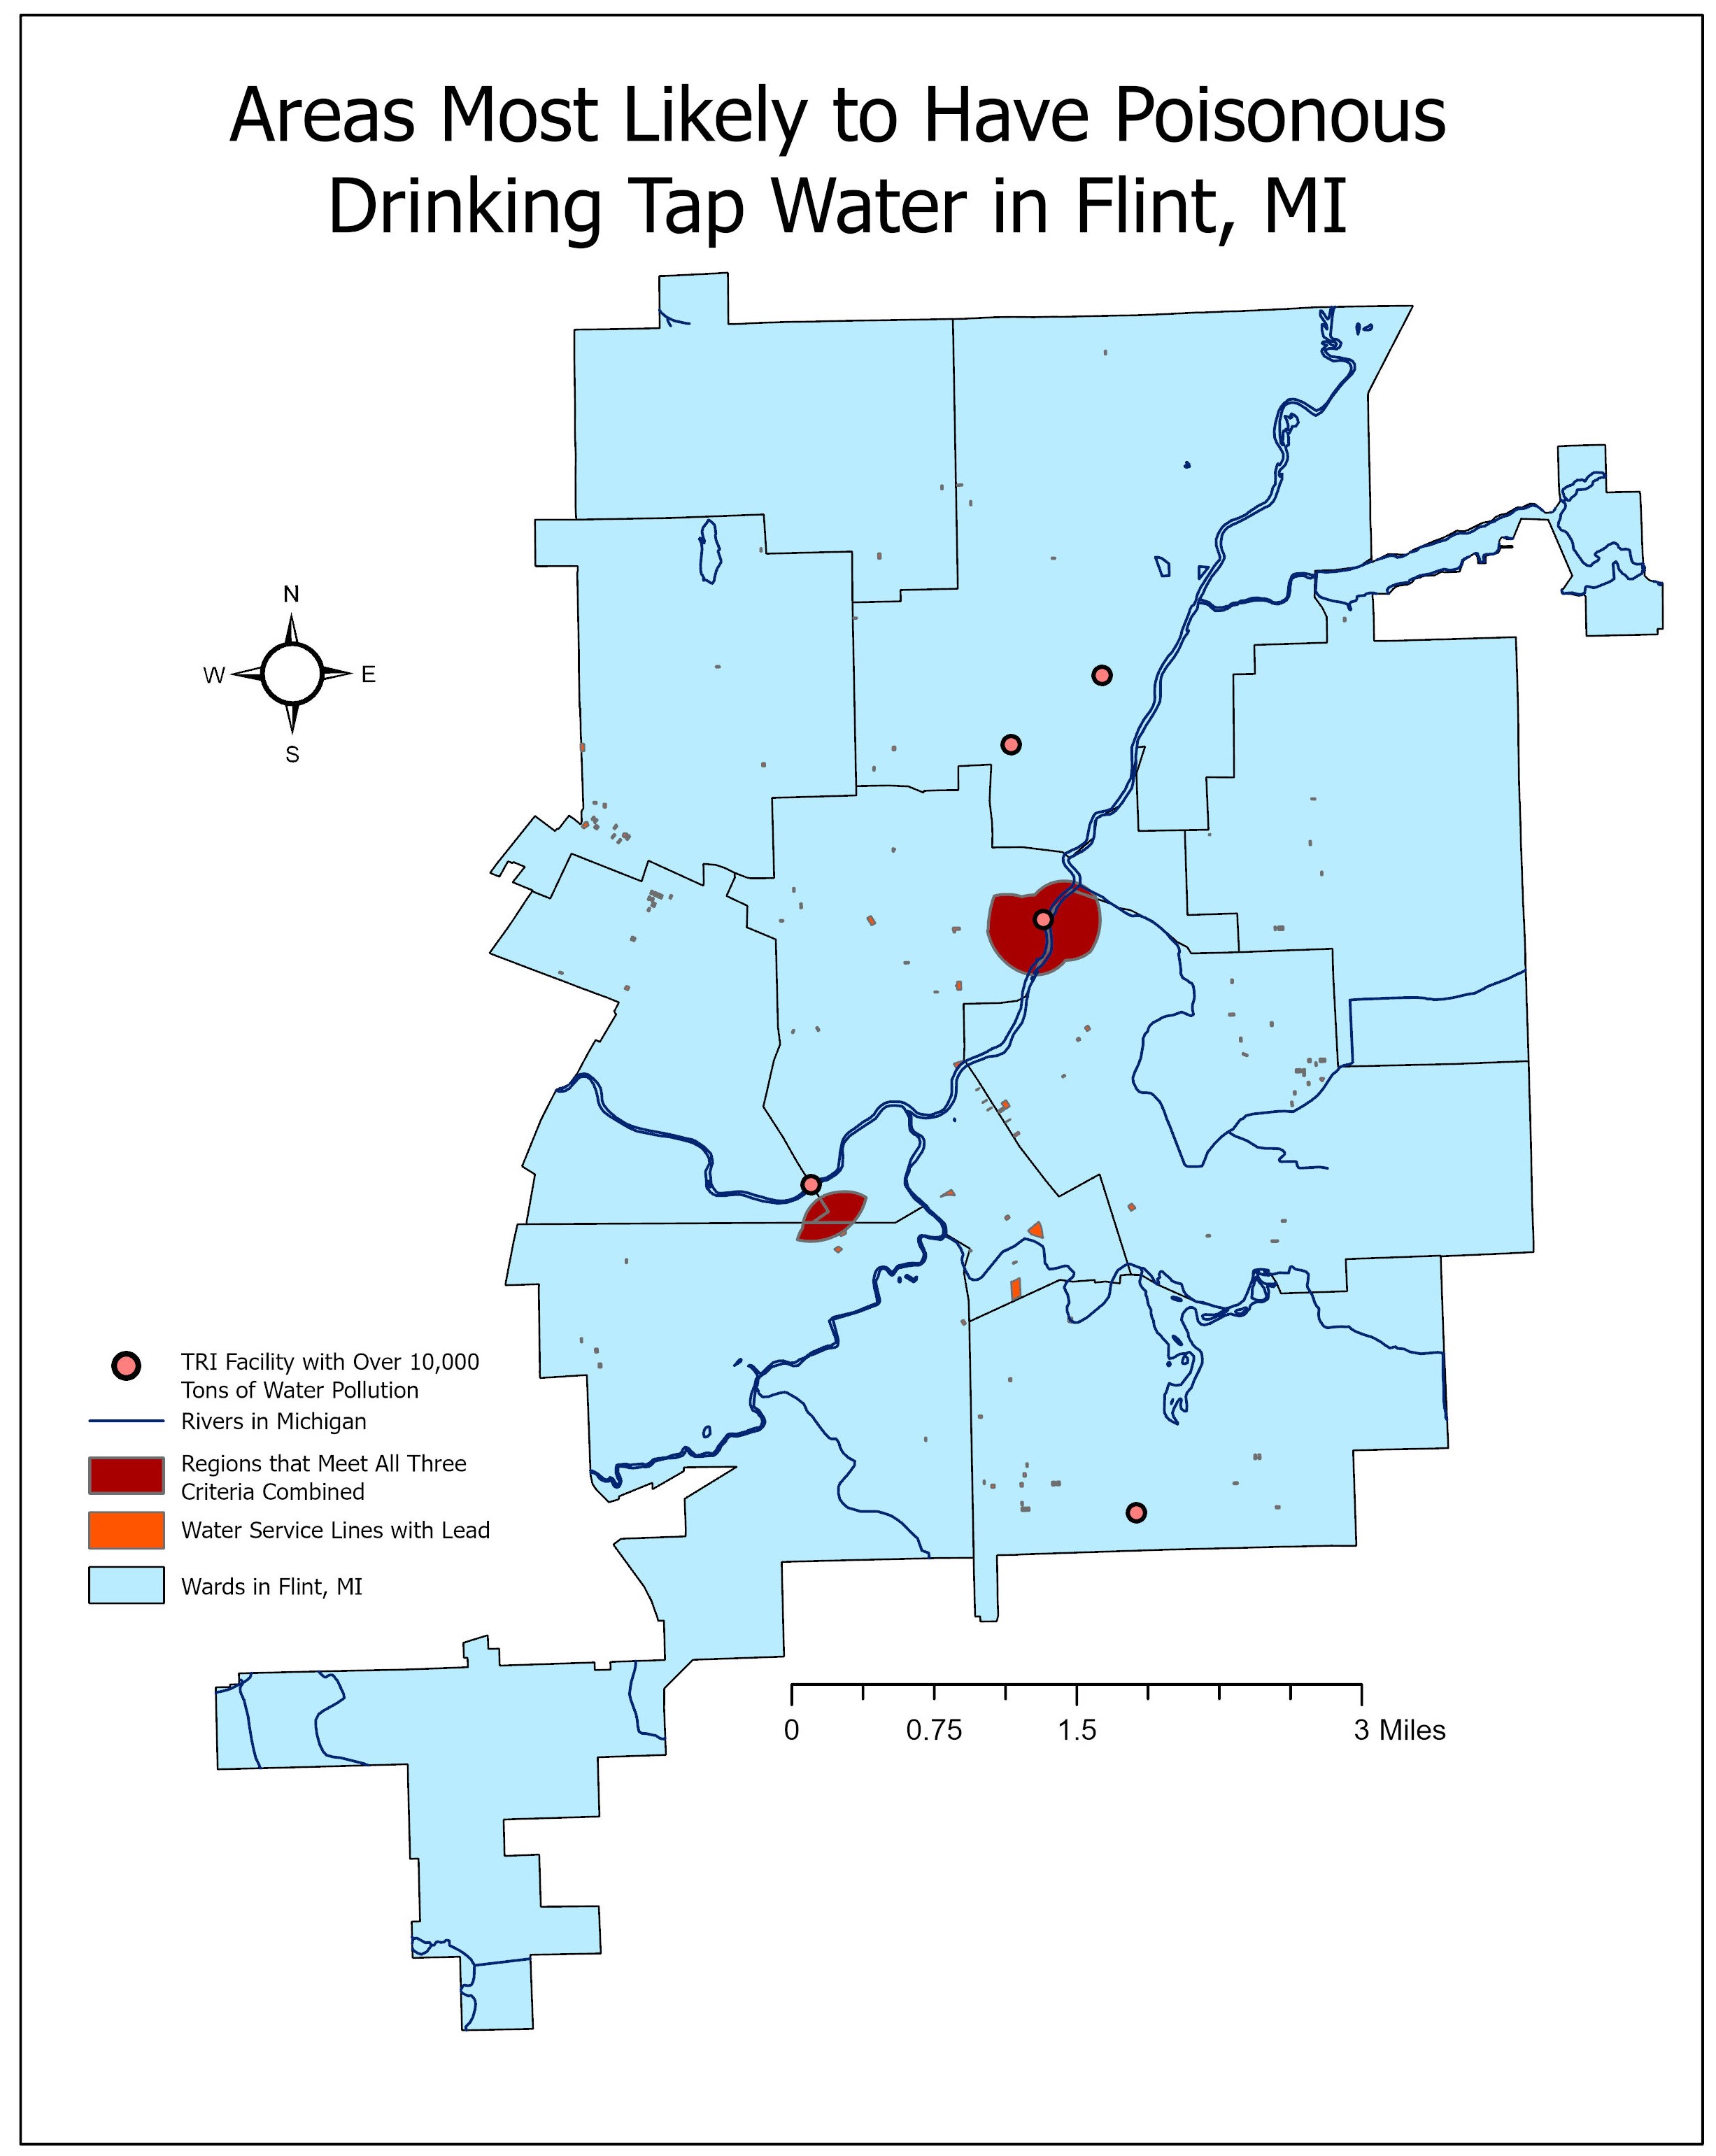 Areas Most Likely to Have Poisonous
Drinking Tap Water in Flint, MI
N
W
E
S
TRI Facility with Over 10,000
Tons of Water Pollution
Rivers in Michigan
Regions that Meet All Three
Criteria Combined
Water Service Lines with Lead
Wards in Flint, MI
0 0.75 1.5 3 Miles